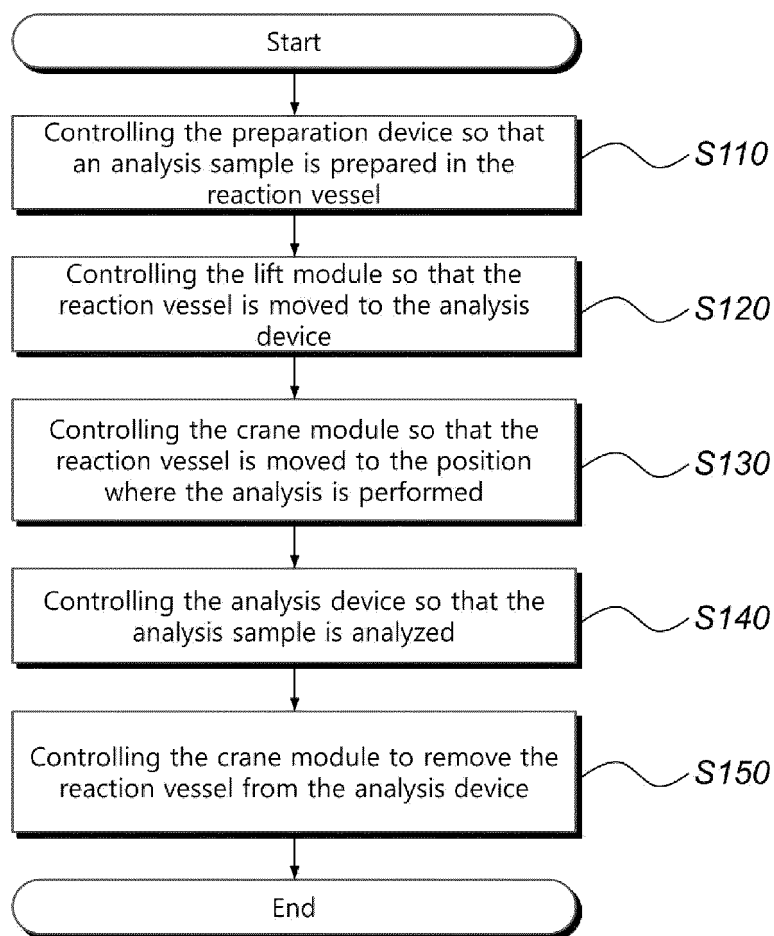 Start
Controlling the preparation device so that
an analysis sample is prepared in the
reaction vessel
S110
Controlling the lift module so that the
reaction vessel is moved to the analysis
device
S120
Controlling the crane module so that the
reaction vessel is moved to the position
where the analysis is performed
S130
Controlling the analysis device so that the
analysis sample is analyzed
S140
Controlling the crane module to remove the
reaction vessel from the analysis device
S150
End